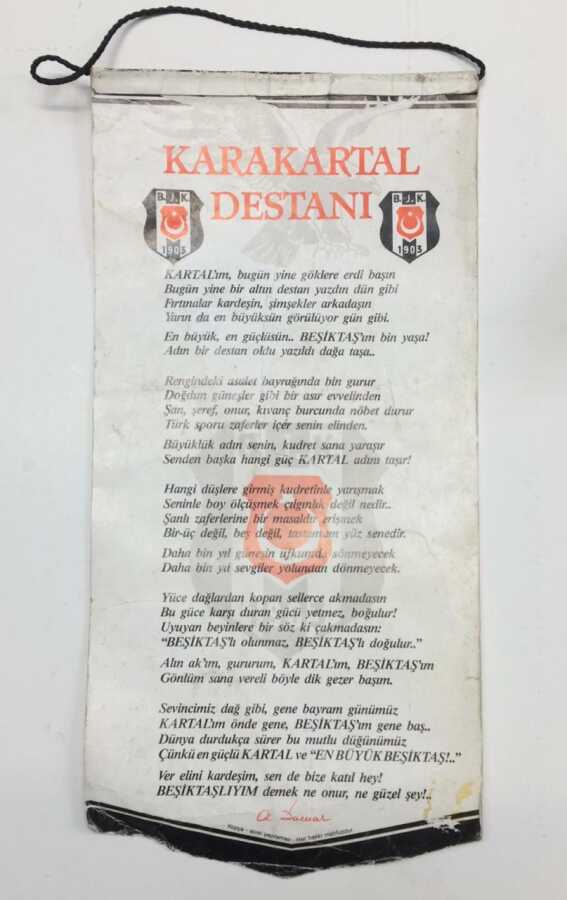 KARAKARTAL
DESTANI
B.J.K.
1903
B.J.K.
1903
KARTAL'ım, bugün yine göklere erdi başın
Bugün yine bir altın destan yazdın dün gibi
Fırtınalar kardeşin, şimşekler arkadaşın
Yarın da en büyüksün görülüyor gün gibi.
En büyük, en güçlüsün.. BEŞİKTAŞ'ım bin yaşa!
Adın bir destan oldu yazıldı dağa taşa..
Rengindeki asalet bayrağında bin gurur
Doğdun güneşler gibi bir asır evvelinden
Şan, şeref, onur, kıvanç burcunda nöbet durur
Türk sporu zaferler içer senin elinden.
Büyüklük adın senin, kudret sana yaraşır
Senden başka hangi güç KARTAL adını taşır!
Hangi düşlere girmiş kudretinle yarışmak
Seninle boy ölçüşmek çılgınlık değil nedir..
Şanlı zaferlerine bir masaldır erişmek
Bir-üç değil, beş değil, tastamam yüz senedir.
Daha bin yıl güneşin ufkunda sönmeyecek
Daha bin yıl sevgiler yolundan dönmeyecek.
Yüce dağlardan kopan sellerce akmadasın
Bu güce karşı duran gücü yetmez, boğulur!
Uyuyan beyinlere bir söz ki çakmadasın:
"BEŞİKTAŞ'lı olunmaz, BEŞİKTAŞ'lı doğulur.."
Alın ak'ım, gururum, KARTAL'ım, BEŞİKTAŞ'ım
Gönlüm sana vereli böyle dik gezer başım.
Sevincimiz dağ gibi, gene bayram günümüz
KARTAL'ım önde gene, BEŞİKTAŞ'ım gene baş..
Dünya durdukça sürer bu mutlu düğünümüz
Çünkü en güçlü KARTAL ve "EN BÜYÜK BEŞİKTAŞ!.."
Ver elini kardeşim, sen de bize katıl hey!
BEŞİKTAŞLIYIM demek ne onur, ne güzel şey!..